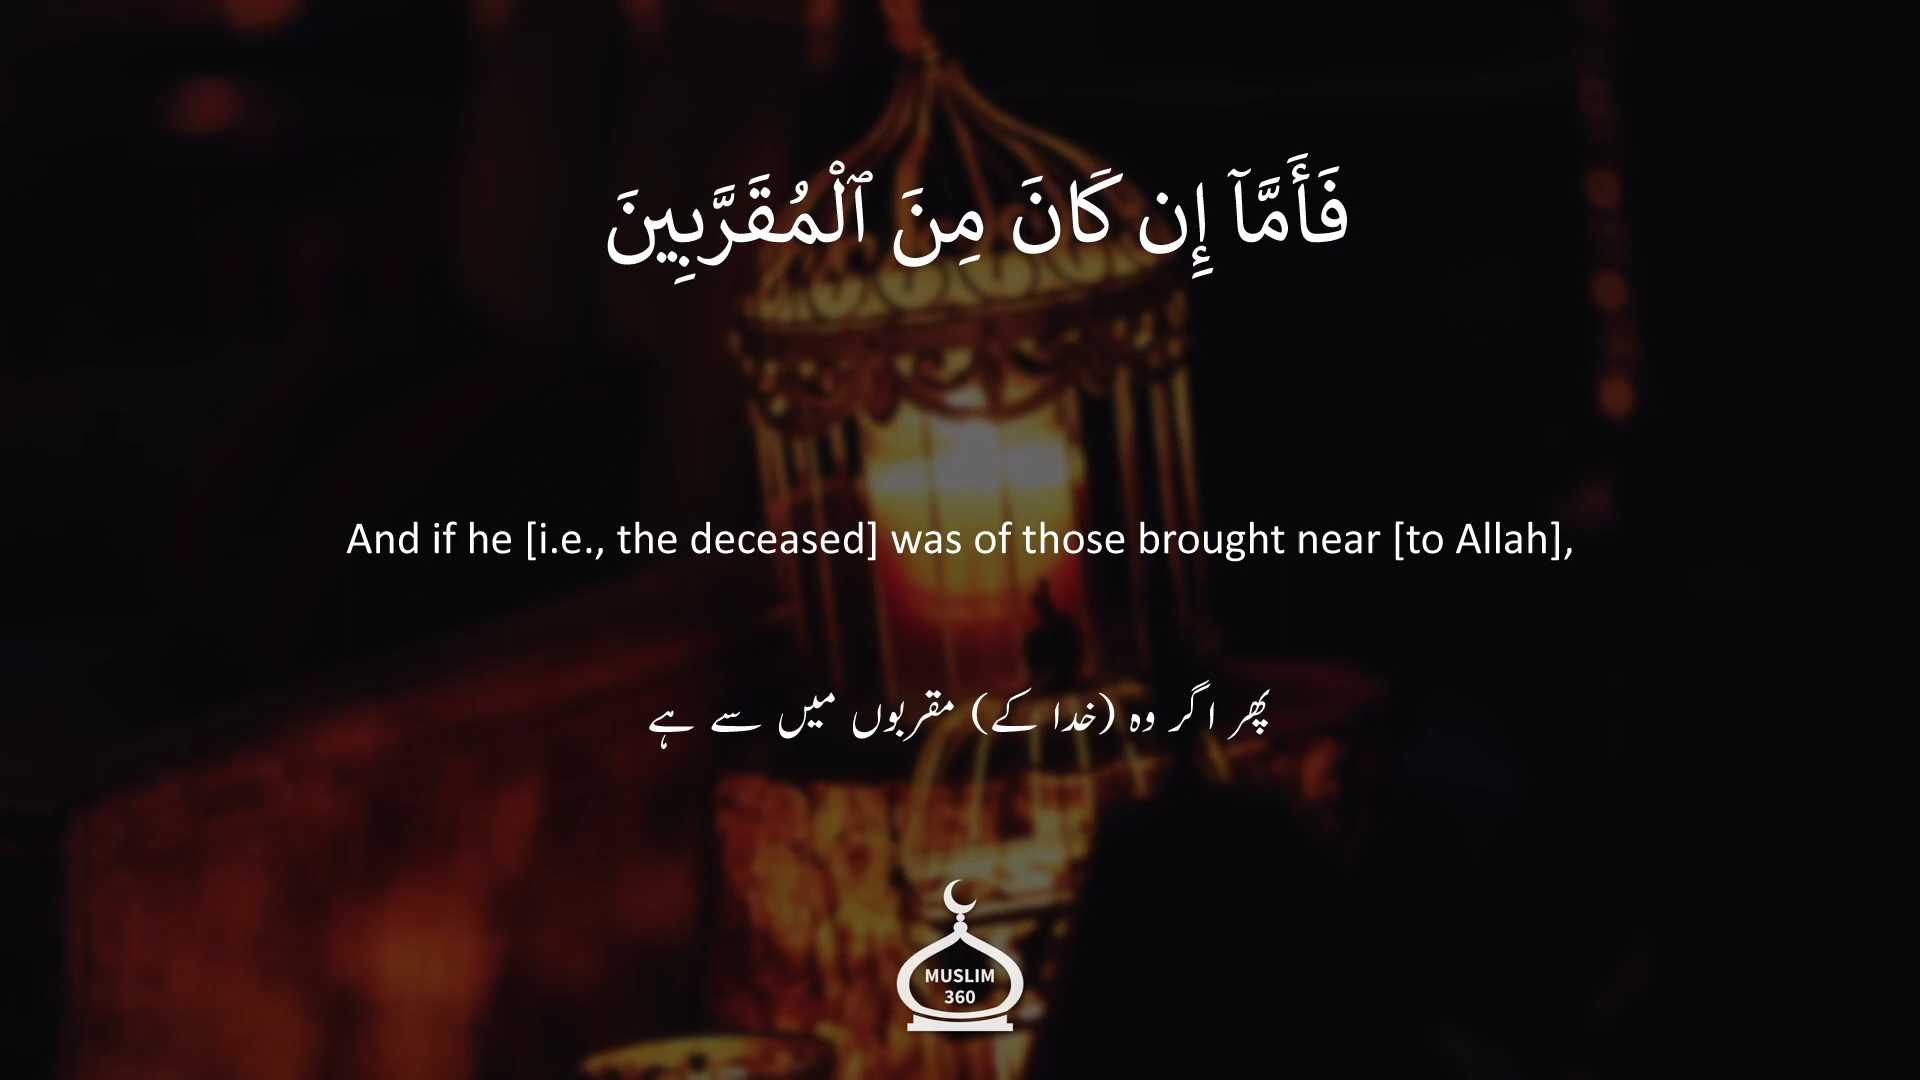 فَأَمَّآ إِن كَانَ مِنَ ٱلْمُقَرَّبِينَ
And if he [i.e., the deceased] was of those brought near [to Allah],
پھر اگر وہ (خدا کے) مقربوں میں سے ہے
MUSLIM
360